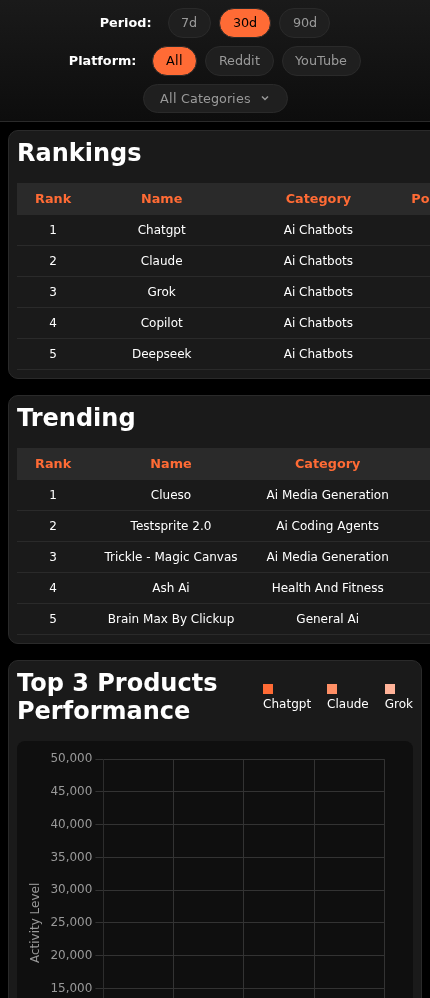 Period: 7d 30d 90d
Platform: All Reddit YouTube
All Categories
Rankings
Rank Name Category Po
1 Chatgpt Ai Chatbots
2 Claude Ai Chatbots
3 Grok Ai Chatbots
4 Copilot Ai Chatbots
5 Deepseek Ai Chatbots
Trending
Rank Name Category
1 Clueso Ai Media Generation
2 Testsprite 2.0 Ai Coding Agents
3 Trickle - Magic Canvas Ai Media Generation
4 Ash Ai Health And Fitness
5 Brain Max By Clickup General Ai
Top 3 Products
Performance
Chatgpt Claude Grok
50,000
45,000
40,000
35,000
30,000
25,000
20,000
15,000
Activity Level